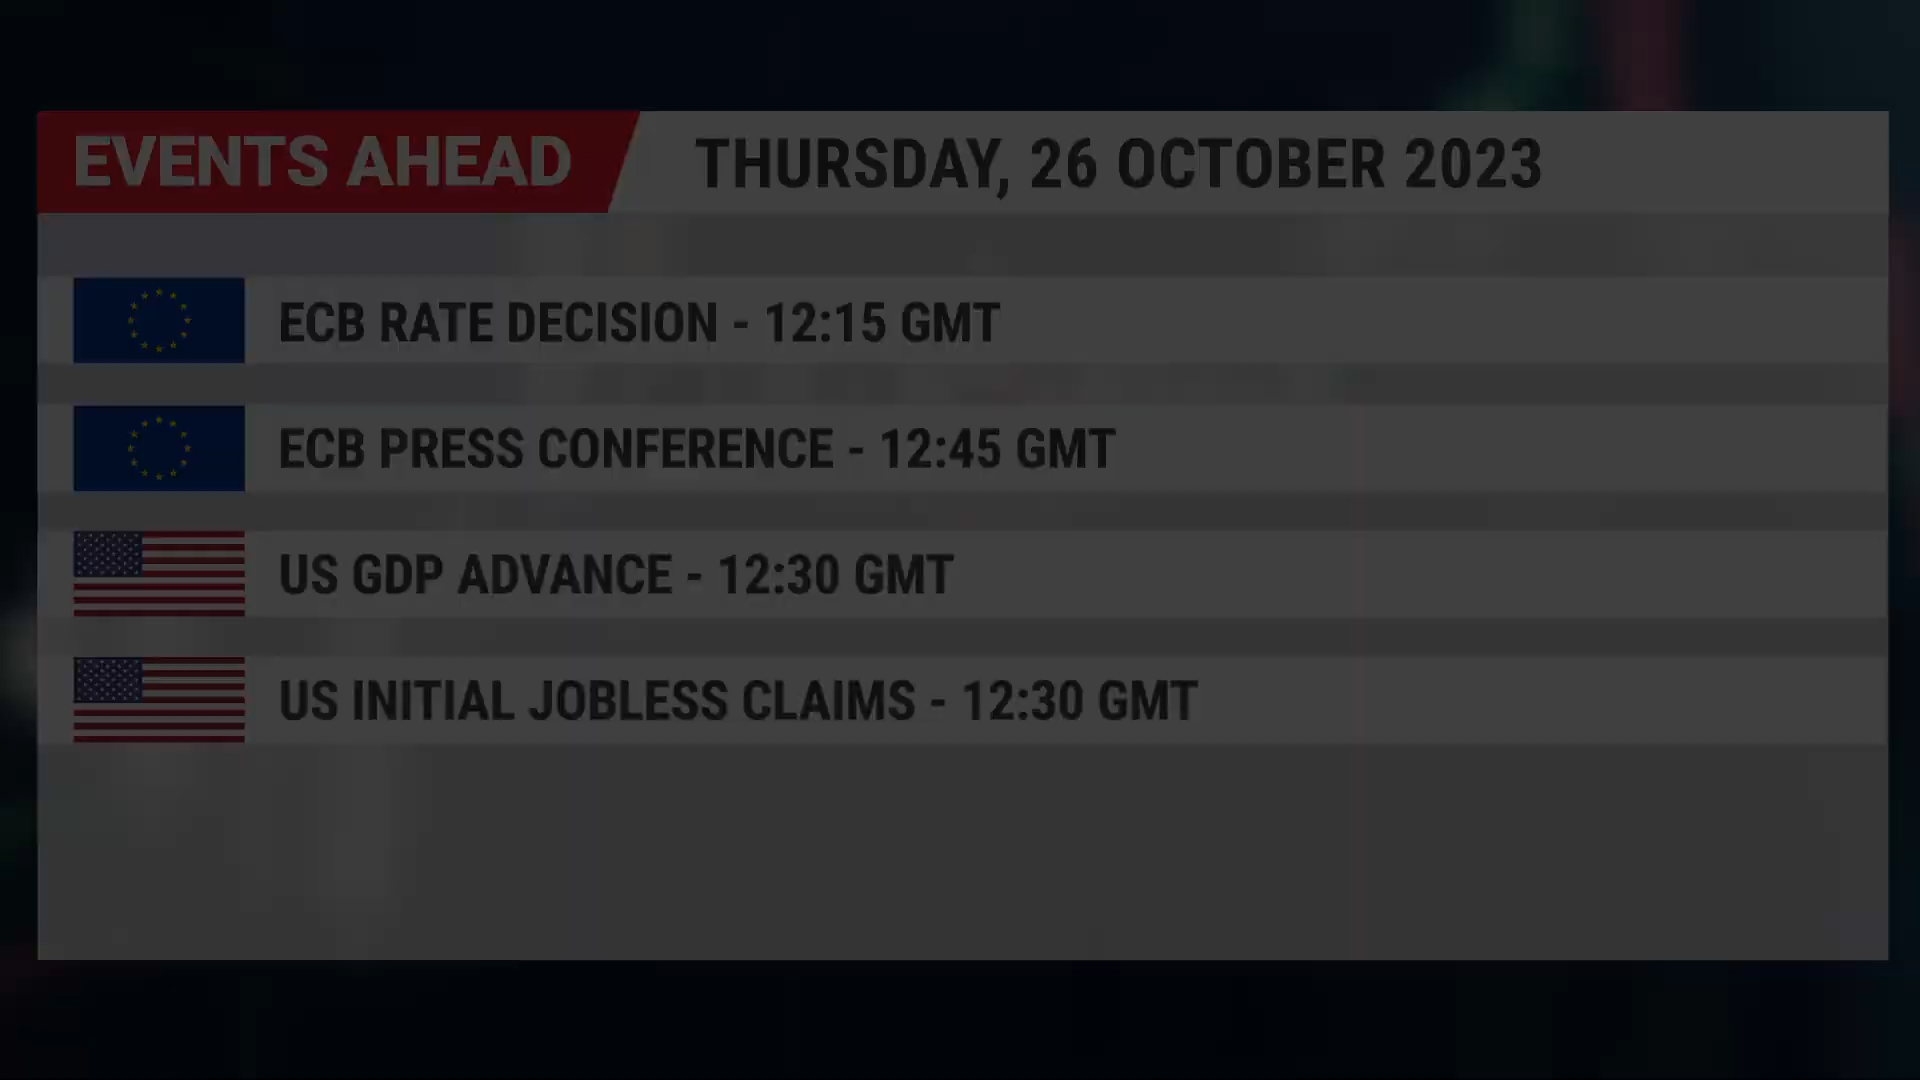 EVENTS AHEAD
THURSDAY, 26 OCTOBER 2023
ECB RATE DECISION - 12:15 GMT
ECB PRESS CONFERENCE - 12:45 GMT
US GDP ADVANCE - 12:30 GMT
US INITIAL JOBLESS CLAIMS - 12:30 GMT